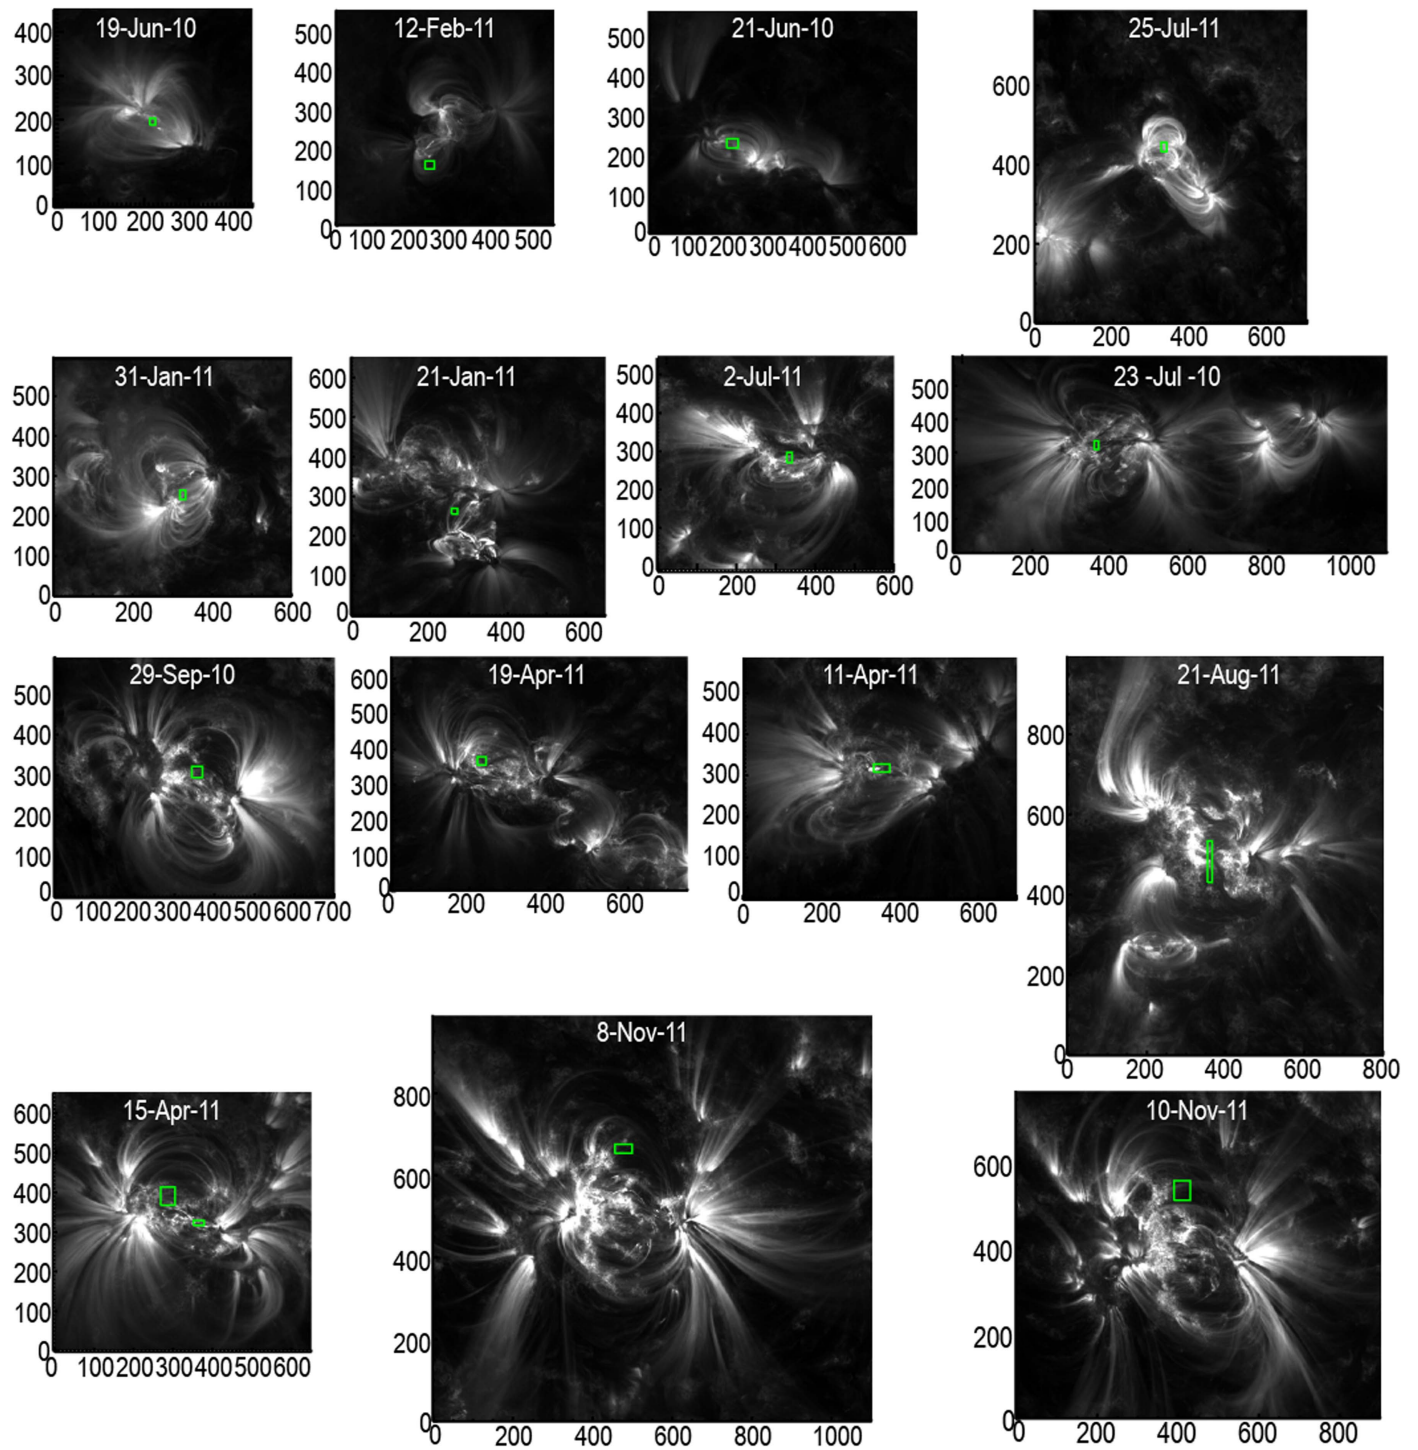 19-Jun-10
400
300
200
100
0
0 100 200 300 400
12-Feb-11
500
400
300
200
100
0
0 100 200 300 400 500
21-Jun-10
500
400
300
200
100
0
0 100 200 300 400 500 600
25-Jul-11
600
400
200
0
0 200 400 600
31-Jan-11
500
400
300
200
100
0
0 200 400 600
21-Jan-11
600
500
400
300
200
100
0
0 200 400 600
2-Jul-11
500
400
300
200
100
0
0 200 400 600
23 -Jul -10
500
400
300
200
100
0
0 200 400 600 800 1000
29-Sep-10
500
400
300
200
100
0
0 100 200 300 400 500 600 700
19-Apr-11
600
500
400
300
200
100
0
0 200 400 600
11-Apr-11
500
400
300
200
100
0
0 200 400 600
21-Aug-11
800
600
400
200
0
0 200 400 600 800
15-Apr-11
600
500
400
300
200
100
0
0 100 200 300 400 500 600
8-Nov-11
800
600
400
200
0
0 200 400 600 800 1000
10-Nov-11
600
400
200
0
0 200 400 600 800